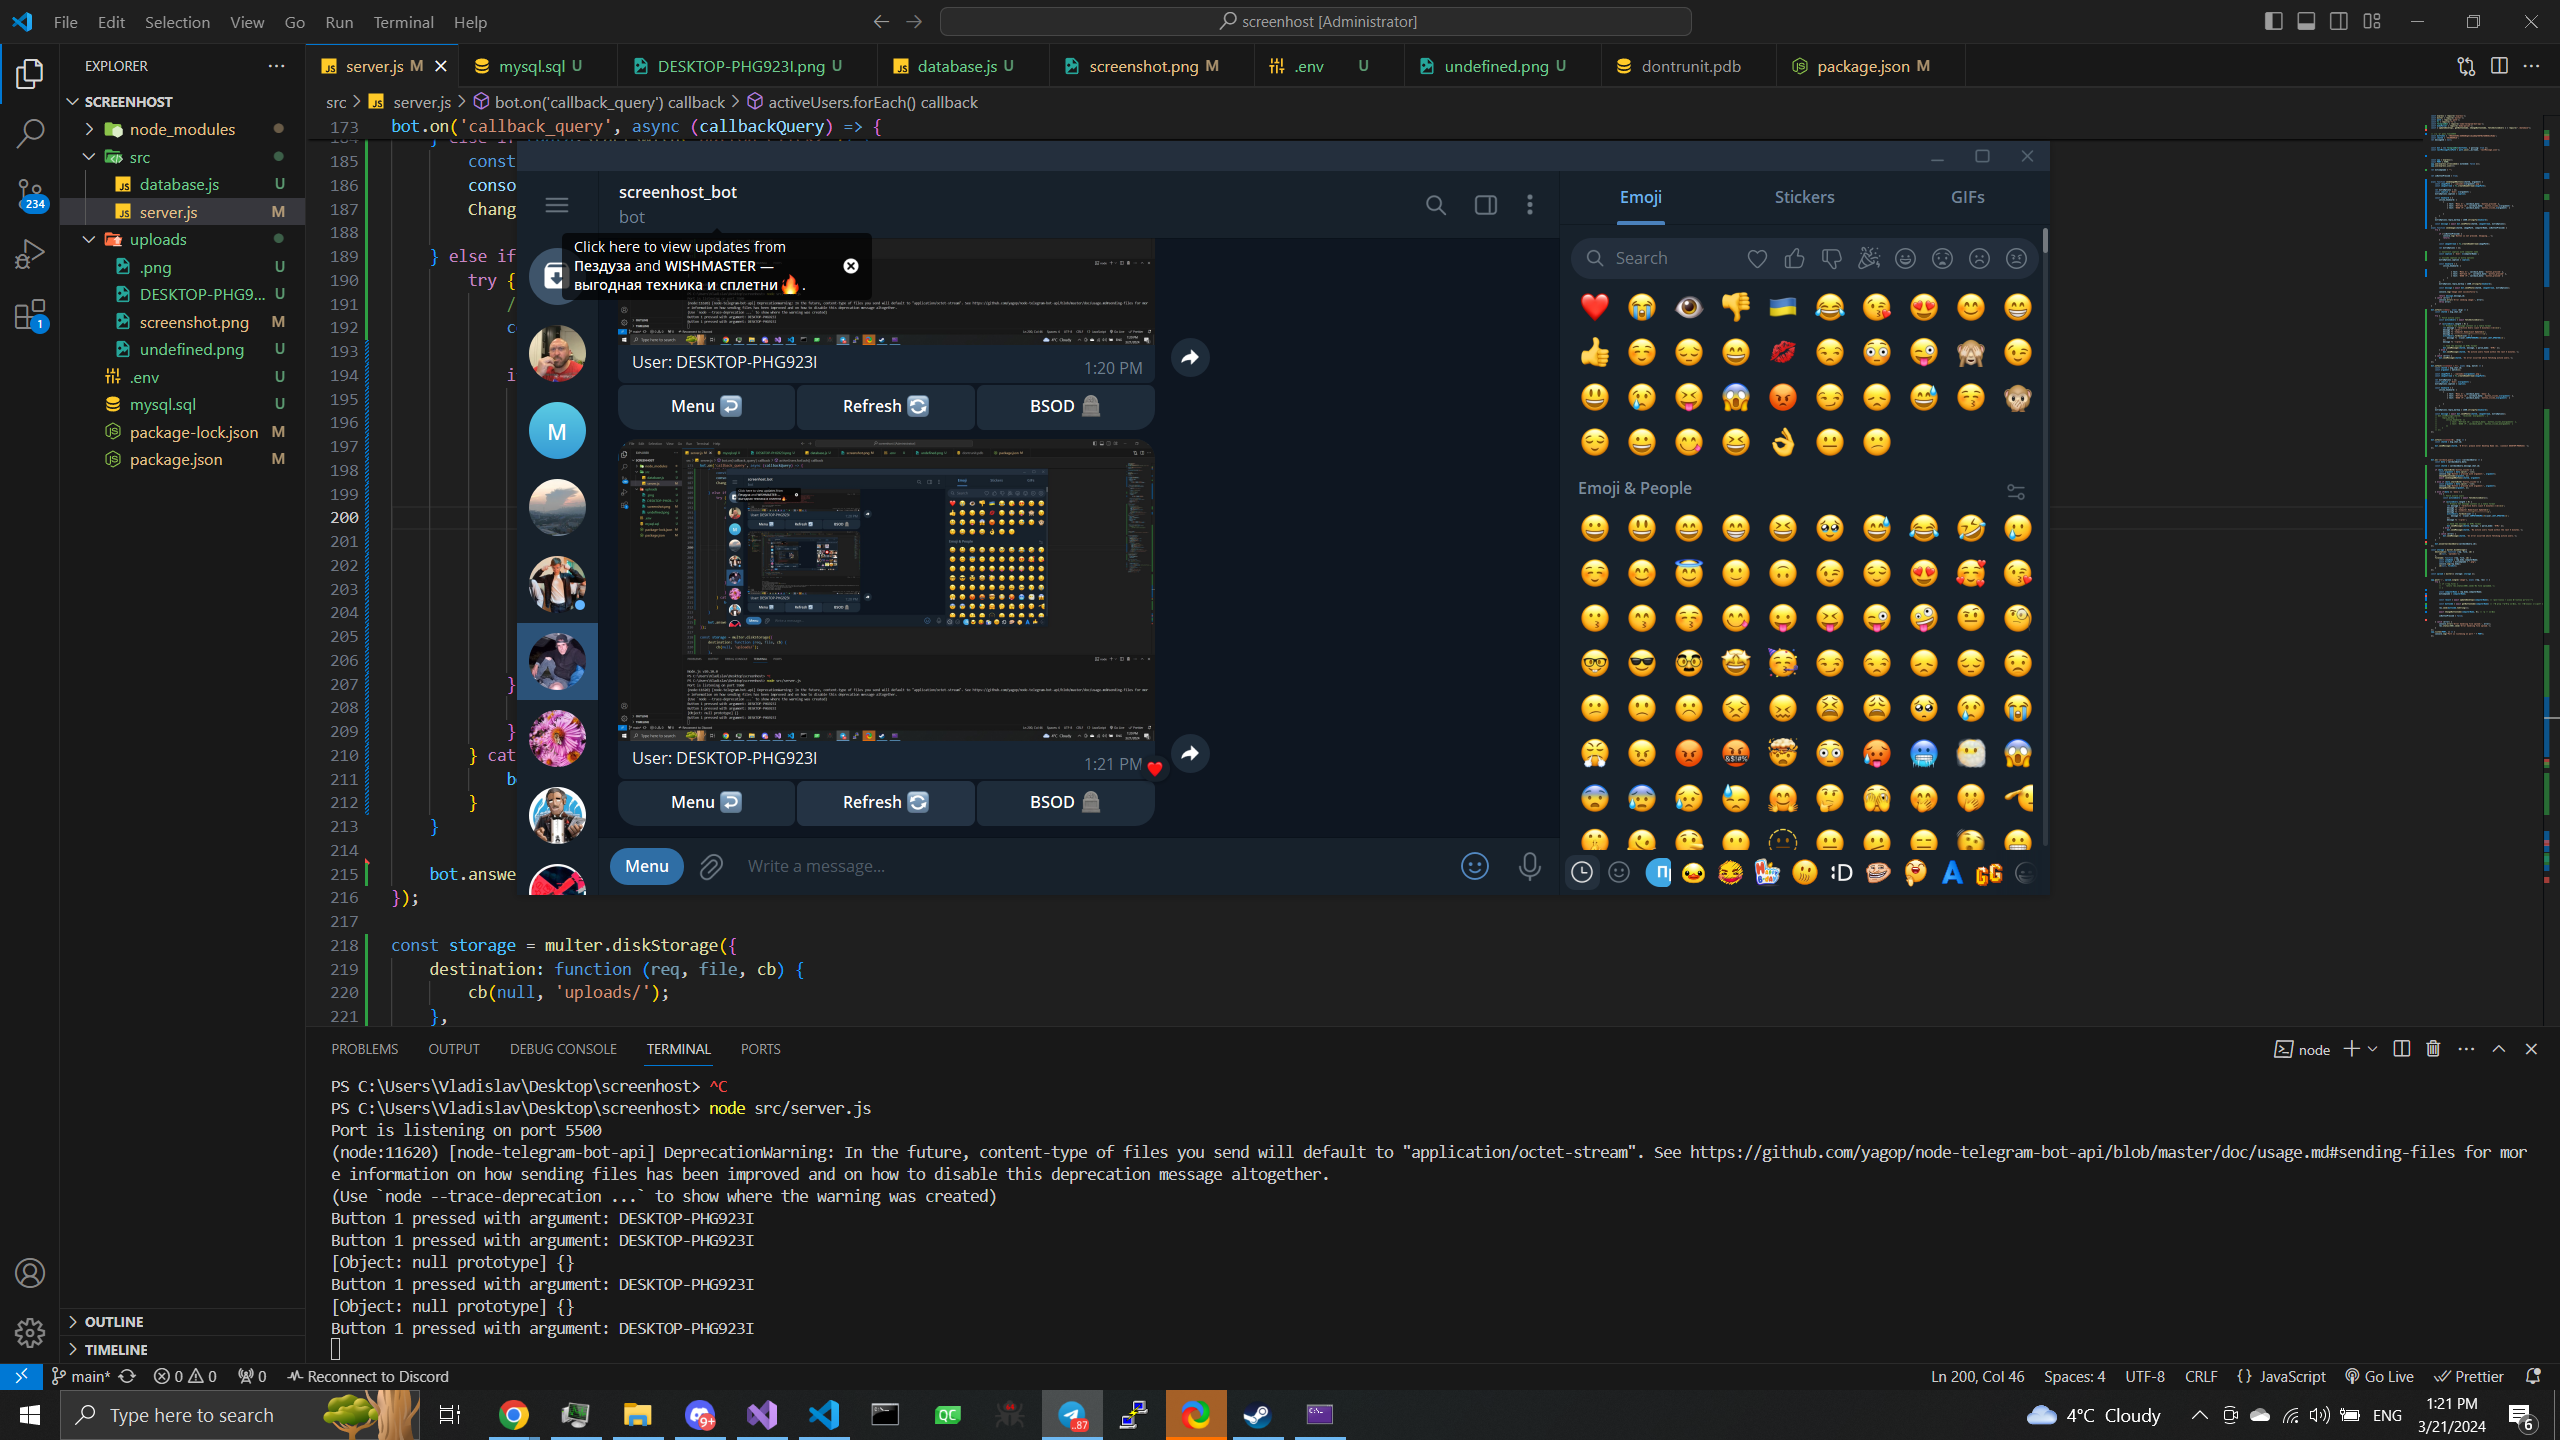 File Edit Selection View Go Run Terminal Help
screenhost [Administrator]
EXPLORER
server.js M
mysql.sql U
DESKTOP-PHG923I.png U
database.js U
screenshot.png M
.env U
undefined.png U
dontrunit.pdb
package.json M
SCREENHOST
node_modules
src
database.js U
server.js M
uploads
.png U
DESKTOP-PHG9... U
screenshot.png M
undefined.png U
.env U
mysql.sql U
package-lock.json M
package.json M
234
1
src > server.js > bot.on('callback_query') callback > activeUsers.forEach() callback
173 bot.on('callback_query', async (callbackQuery) => {
185 const
186 conso
187 Chang
188
189 } else if
190 try {
191 /
192 co
193
194 i
195
196
197
198
199
200
201
202
203
204
205
206
207 }
208
209 }
210 } cat
211 b
212 }
213 }
214
215 bot.answe
216 });
217
218 const storage = multer.diskStorage({
219 destination: function (req, file, cb) {
220 cb(null, 'uploads/');
221 },
screenhost_bot
bot
Click here to view updates from
Пездуза and WISHMASTER —
выгодная техника и сплетни🔥.
M
User: DESKTOP-PHG923I
1:20 PM
Menu Refresh BSOD
User: DESKTOP-PHG923I
1:21 PM
Menu Refresh BSOD
Menu
Write a message...
Emoji Stickers GIFs
Search
Emoji & People
PROBLEMS OUTPUT DEBUG CONSOLE TERMINAL PORTS
node
PS C:\Users\Vladislav\Desktop\screenhost> ^C
PS C:\Users\Vladislav\Desktop\screenhost> node src/server.js
Port is listening on port 5500
(node:11620) [node-telegram-bot-api] DeprecationWarning: In the future, content-type of files you send will default to "application/octet-stream". See https://github.com/yagop/node-telegram-bot-api/blob/master/doc/usage.md#sending-files for mor
e information on how sending files has been improved and on how to disable this deprecation message altogether.
(Use `node --trace-deprecation ...` to show where the warning was created)
Button 1 pressed with argument: DESKTOP-PHG923I
Button 1 pressed with argument: DESKTOP-PHG923I
[Object: null prototype] {}
Button 1 pressed with argument: DESKTOP-PHG923I
[Object: null prototype] {}
Button 1 pressed with argument: DESKTOP-PHG923I
OUTLINE
TIMELINE
main* 0 0 0 Reconnect to Discord
Ln 200, Col 46 Spaces: 4 UTF-8 CRLF {} JavaScript Go Live Prettier
Type here to search
9+
QC
87
4°C Cloudy
ENG
1:21 PM
3/21/2024
6